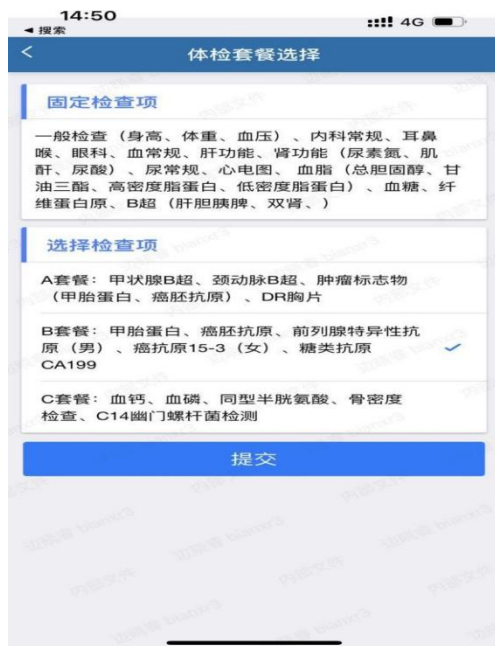 14:50
◀ 搜索
4G
体检套餐选择
固定检查项
一般检查（身高、体重、血压）、内科常规、耳鼻
喉、眼科、血常规、肝功能、肾功能（尿素氮、肌
酐、尿酸）、尿常规、心电图、血脂（总胆固醇、甘
油三酯、高密度脂蛋白、低密度脂蛋白）、血糖、纤
维蛋白原、B超（肝胆胰脾、双肾、）
选择检查项
A套餐：甲状腺B超、颈动脉B超、肿瘤标志物
（甲胎蛋白、癌胚抗原）、DR胸片
B套餐：甲胎蛋白、癌胚抗原、前列腺特异性抗
原（男）、癌抗原15-3（女）、糖类抗原
CA199
C套餐：血钙、血磷、同型半胱氨酸、骨密度
检查、C14幽门螺杆菌检测
提交